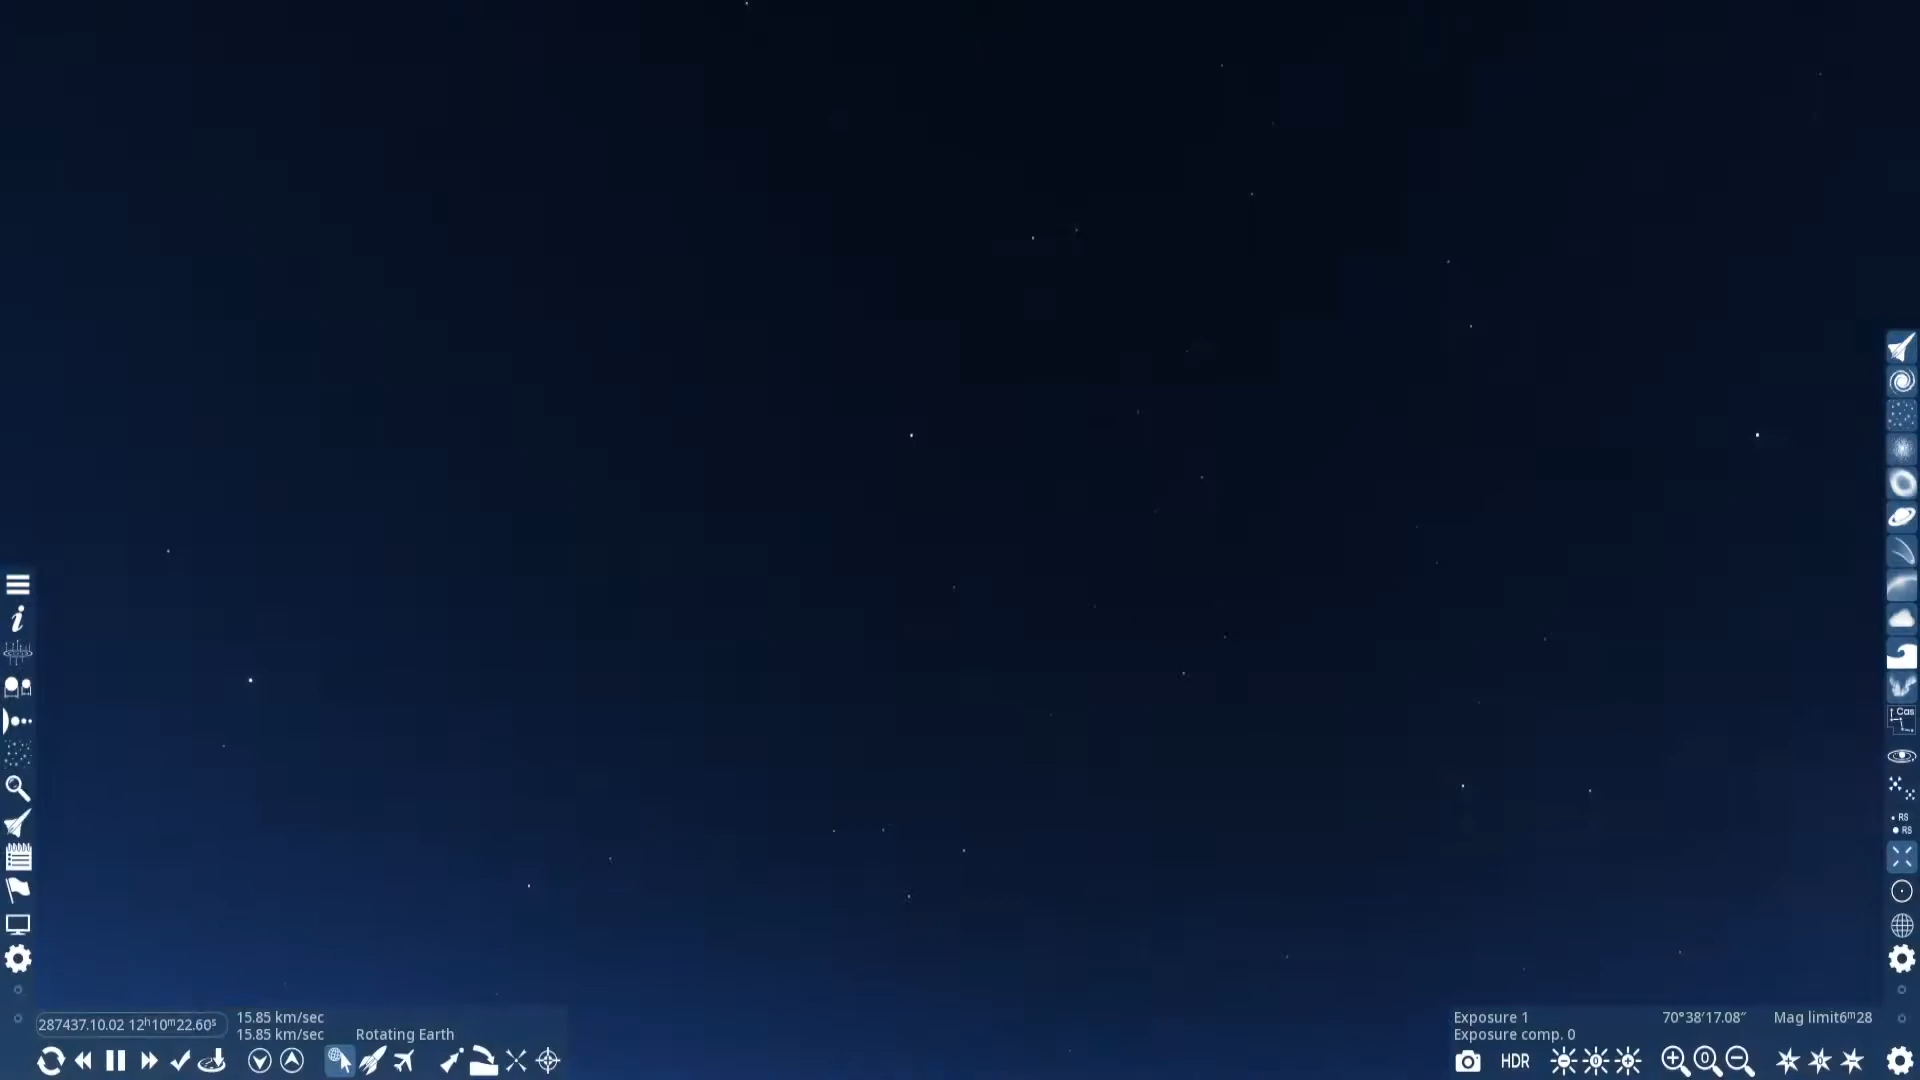 Cas
RS
RS
287437.10.02 12ʰ10ᵐ22.60ˢ
15.85 km/sec
15.85 km/sec Rotating Earth
Exposure 1 70°38′17.08″ Mag limit6ᵐ28
Exposure comp. 0
HDR
0